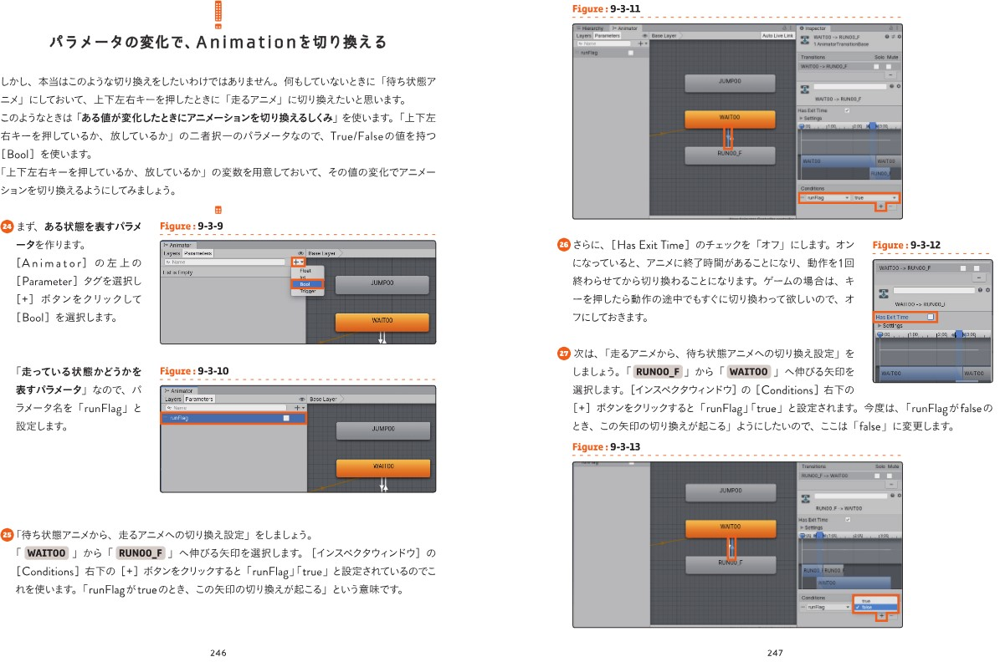 パラメータの変化で、Animationを切り換える
しかし、本当はこのような切り換えをしたいわけではありません。何もしていないときに「待ち状態ア
ニメ」にしておいて、上下左右キーを押したときに「走るアニメ」に切り換えたいと思います。
このようなときは「ある値が変化したときにアニメーションを切り換えるしくみ」を使います。「上下左
右キーを押しているか、放しているか」の二者択一のパラメータなので、True/Falseの値を持つ
［Bool］を使います。
「上下左右キーを押しているか、放しているか」の変数を用意しておいて、その値の変化でアニメー
ションを切り換えるようにしてみましょう。
24 まず、ある状態を表すパラメ
ータを作ります。
［Animator］の左上の
［Parameter］タグを選択し
［+］ボタンをクリックして
［Bool］を選択します。
Figure : 9-3-9
Animator
Layers Parameters Base Layer
Name
List is Empty
Float
Int
Bool
Trigger
JUMP00
WAIT00
「走っている状態かどうかを
表すパラメータ」なので、パ
ラメータ名を「runFlag」と
設定します。
Figure : 9-3-10
Animator
Layers Parameters Base Layer
Name
runFlag
JUMP00
WAIT00
25 「待ち状態アニメから、走るアニメへの切り換え設定」をしましょう。
「 WAIT00 」から「 RUN00_F 」へ伸びる矢印を選択します。［インスペクタウィンドウ］の
［Conditions］右下の［+］ボタンをクリックすると「runFlag」「true」と設定されているのでこ
れを使います。「runFlagがtrueのとき、この矢印の切り換えが起こる」という意味です。
246
Figure : 9-3-11
Hierarchy Animator
Layers Parameters Base Layer Auto Live Link
Name
runFlag
JUMP00
WAIT00
RUN00_F
Inspector
WAIT00 -> RUN00_F
1 AnimatorTransitionBase
Transitions Solo Mute
WAIT00 -> RUN00_F
WAIT00 -> RUN00_F
Has Exit Time
Settings
WAIT00 WAIT00
RUN00_F
Conditions
runFlag true
26 さらに、［Has Exit Time］のチェックを「オフ」にします。オン
になっていると、アニメに終了時間があることになり、動作を1回
終わらせてから切り換わることになります。ゲームの場合は、キ
ーを押したら動作の途中でもすぐに切り換わって欲しいので、オ
フにしておきます。
Figure : 9-3-12
WAIT00 -> RUN00_F
WAIT00 -> RUN00_F
Has Exit Time
Settings
WAIT00 WAIT00
27 次は、「走るアニメから、待ち状態アニメへの切り換え設定」を
しましょう。「 RUN00_F 」から「 WAIT00 」へ伸びる矢印を
選択します。［インスペクタウィンドウ］の［Conditions］右下の
［+］ボタンをクリックすると「runFlag」「true」と設定されます。今度は、「runFlagがfalseの
とき、この矢印の切り換えが起こる」ようにしたいので、ここは「false」に変更します。
Figure : 9-3-13
JUMP00
WAIT00
RUN00_F
Transitions Solo Mute
RUN00_F -> WAIT00
RUN00_F -> WAIT00
Has Exit Time
Settings
WAIT00
Conditions
runFlag
true
false
247